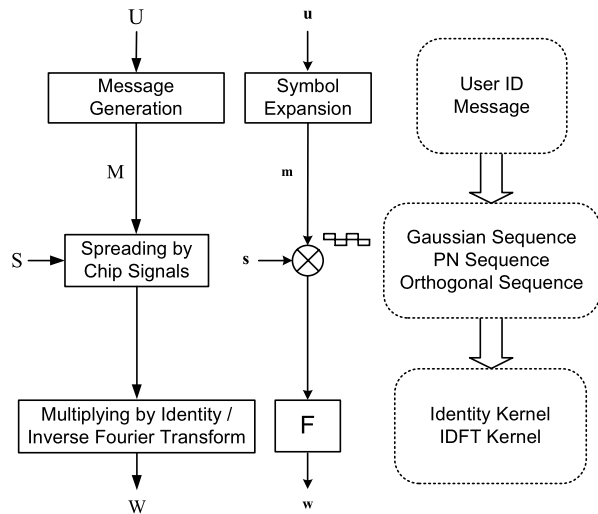 U
Message
Generation
M
S
Spreading by
Chip Signals
Multiplying by Identity /
Inverse Fourier Transform
W
u
Symbol
Expansion
m
s
F
w
User ID
Message
Gaussian Sequence
PN Sequence
Orthogonal Sequence
Identity Kernel
IDFT Kernel